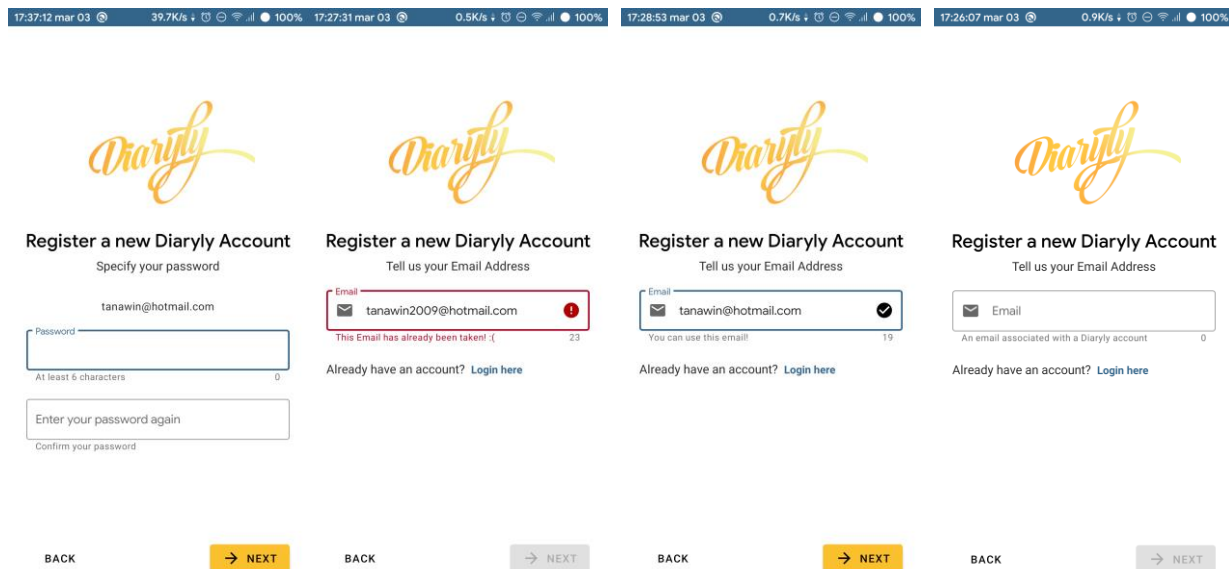 17:37:12 mar 03 39.7K/s 100%
Diaryly
Register a new Diaryly Account
Specify your password
tanawin@hotmail.com
Password
At least 6 characters 0
Enter your password again
Confirm your password
BACK NEXT
17:27:31 mar 03 0.5K/s 100%
Diaryly
Register a new Diaryly Account
Tell us your Email Address
Email
tanawin2009@hotmail.com
This Email has already been taken! :( 23
Already have an account? Login here
BACK NEXT
17:28:53 mar 03 0.7K/s 100%
Diaryly
Register a new Diaryly Account
Tell us your Email Address
Email
tanawin@hotmail.com
You can use this email! 19
Already have an account? Login here
BACK NEXT
17:26:07 mar 03 0.9K/s 100%
Diaryly
Register a new Diaryly Account
Tell us your Email Address
Email
An email associated with a Diaryly account 0
Already have an account? Login here
BACK NEXT